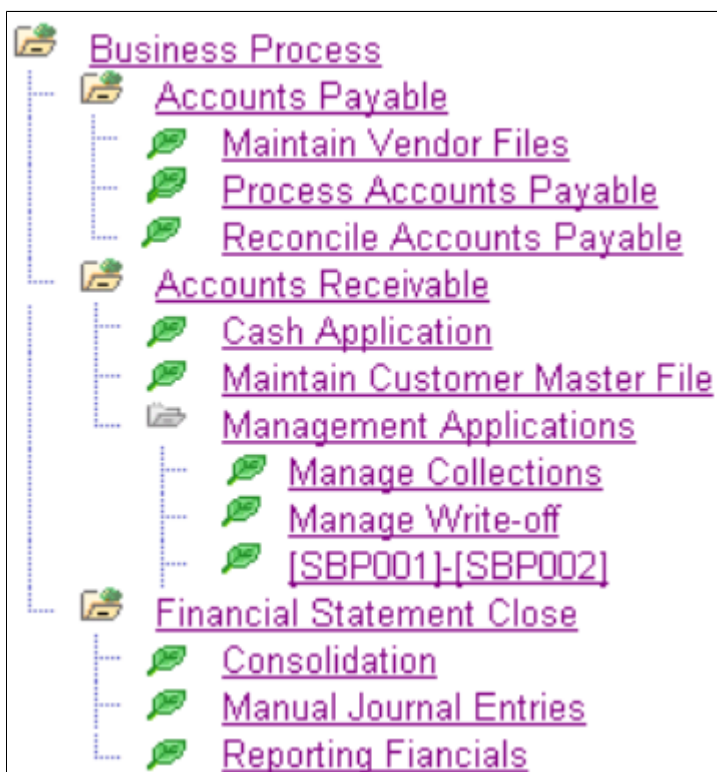 Business Process
Accounts Payable
Maintain Vendor Files
Process Accounts Payable
Reconcile Accounts Payable
Accounts Receivable
Cash Application
Maintain Customer Master File
Management Applications
Manage Collections
Manage Write-off
[SBP001]-[SBP002]
Financial Statement Close
Consolidation
Manual Journal Entries
Reporting Fiancials